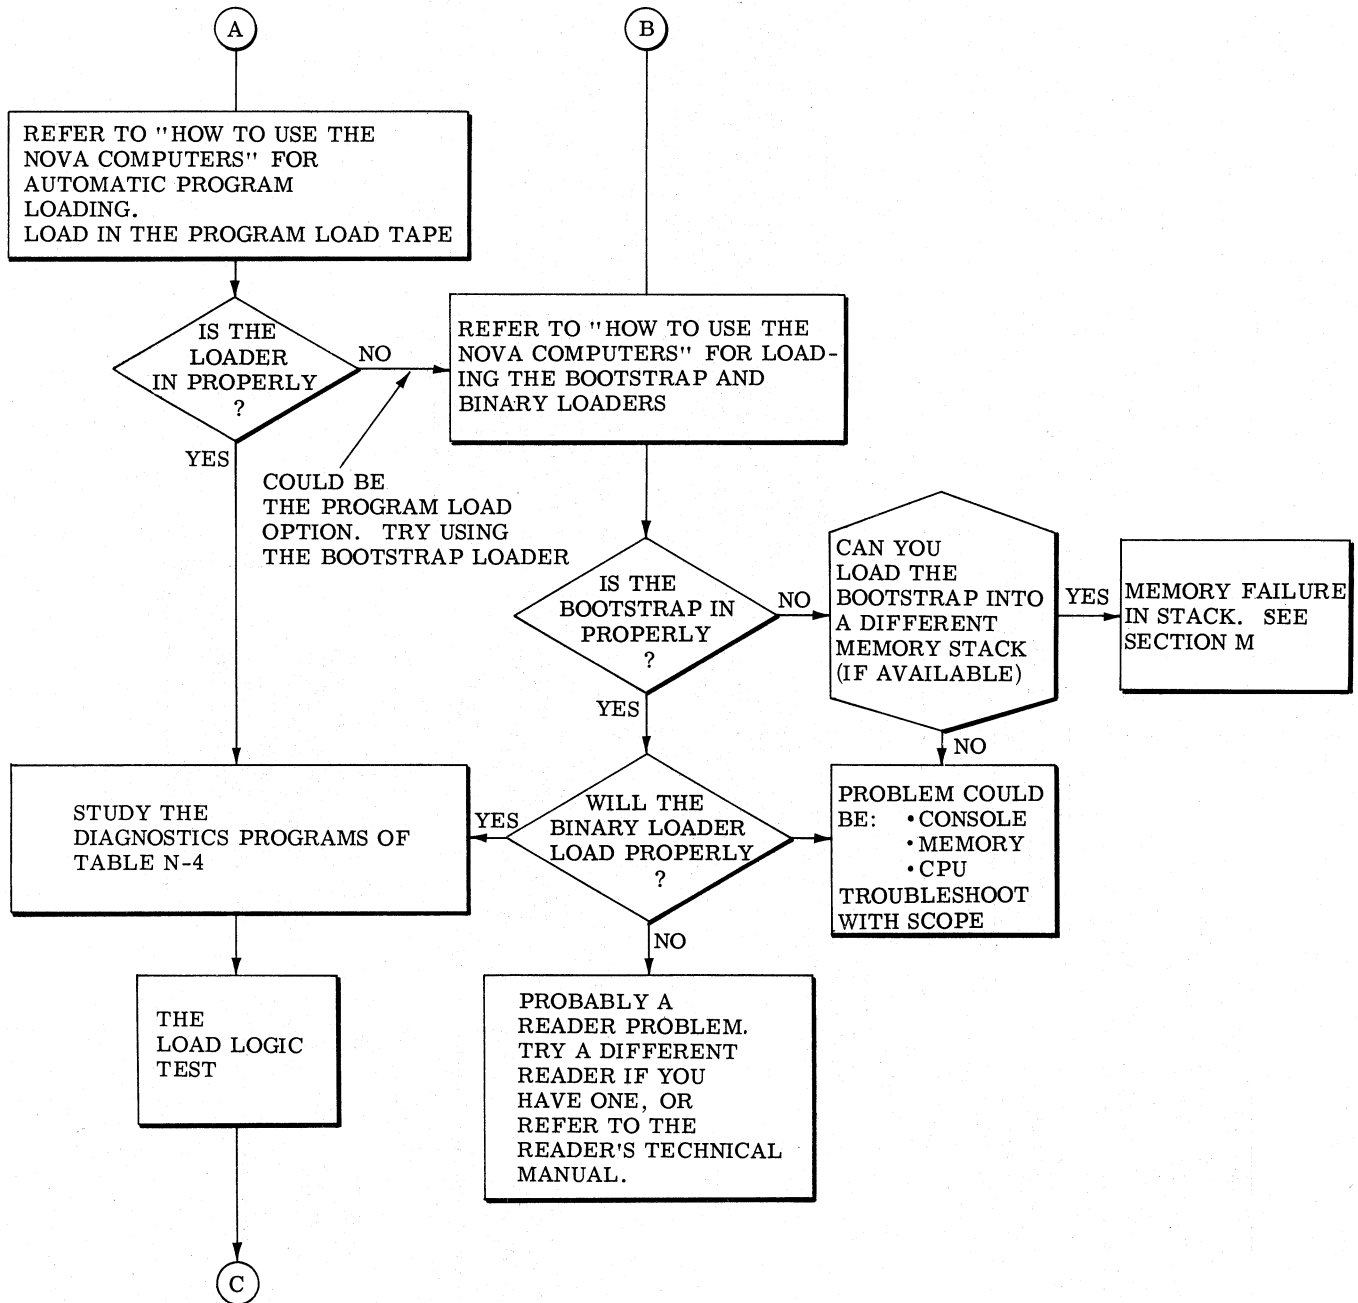 A
B
REFER TO "HOW TO USE THE
NOVA COMPUTERS" FOR
AUTOMATIC PROGRAM
LOADING.
LOAD IN THE PROGRAM LOAD TAPE
IS THE
LOADER
IN PROPERLY
?
NO
YES
COULD BE
THE PROGRAM LOAD
OPTION. TRY USING
THE BOOTSTRAP LOADER
REFER TO "HOW TO USE THE
NOVA COMPUTERS" FOR LOAD-
ING THE BOOTSTRAP AND
BINARY LOADERS
IS THE
BOOTSTRAP IN
PROPERLY
?
NO
YES
CAN YOU
LOAD THE
BOOTSTRAP INTO
A DIFFERENT
MEMORY STACK
(IF AVAILABLE)
YES
NO
MEMORY FAILURE
IN STACK. SEE
SECTION M
WILL THE
BINARY LOADER
LOAD PROPERLY
?
YES
NO
PROBLEM COULD
BE: • CONSOLE
• MEMORY
• CPU
TROUBLESHOOT
WITH SCOPE
STUDY THE
DIAGNOSTICS PROGRAMS OF
TABLE N-4
THE
LOAD LOGIC
TEST
PROBABLY A
READER PROBLEM.
TRY A DIFFERENT
READER IF YOU
HAVE ONE, OR
REFER TO THE
READER'S TECHNICAL
MANUAL.
C